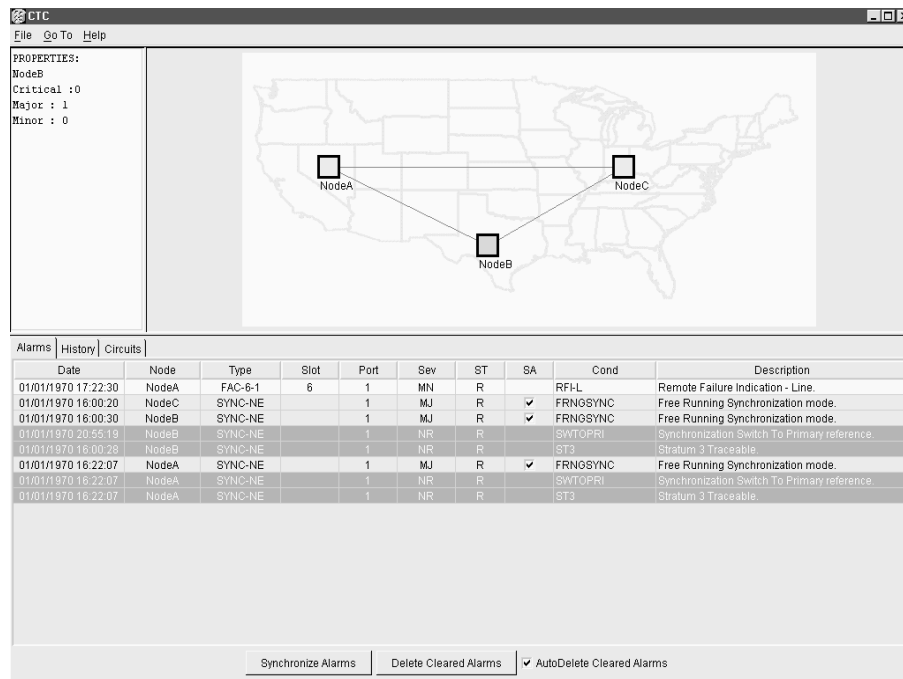 CTC
File Go To Help
PROPERTIES:
NodeB
Critical :0
Major : 1
Minor : 0
NodeA
NodeC
NodeB
Alarms History Circuits
Date Node Type Slot Port Sev ST SA Cond Description
01/01/1970 17:22:30 NodeA FAC-6-1 6 1 MN R RFI-L Remote Failure Indication - Line.
01/01/1970 16:00:20 NodeC SYNC-NE 1 MJ R FRNGSYNC Free Running Synchronization mode.
01/01/1970 16:00:30 NodeB SYNC-NE 1 MJ R FRNGSYNC Free Running Synchronization mode.
01/01/1970 20:55:19 NodeB SYNC-NE 1 NR R SWTOPRI Synchronization Switch To Primary reference.
01/01/1970 16:00:28 NodeB SYNC-NE 1 NR R ST3 Stratum 3 Traceable.
01/01/1970 16:22:07 NodeA SYNC-NE 1 MJ R FRNGSYNC Free Running Synchronization mode.
01/01/1970 16:22:07 NodeA SYNC-NE 1 NR R SWTOPRI Synchronization Switch To Primary reference.
01/01/1970 16:22:07 NodeA SYNC-NE 1 NR R ST3 Stratum 3 Traceable.
Synchronize Alarms Delete Cleared Alarms AutoDelete Cleared Alarms